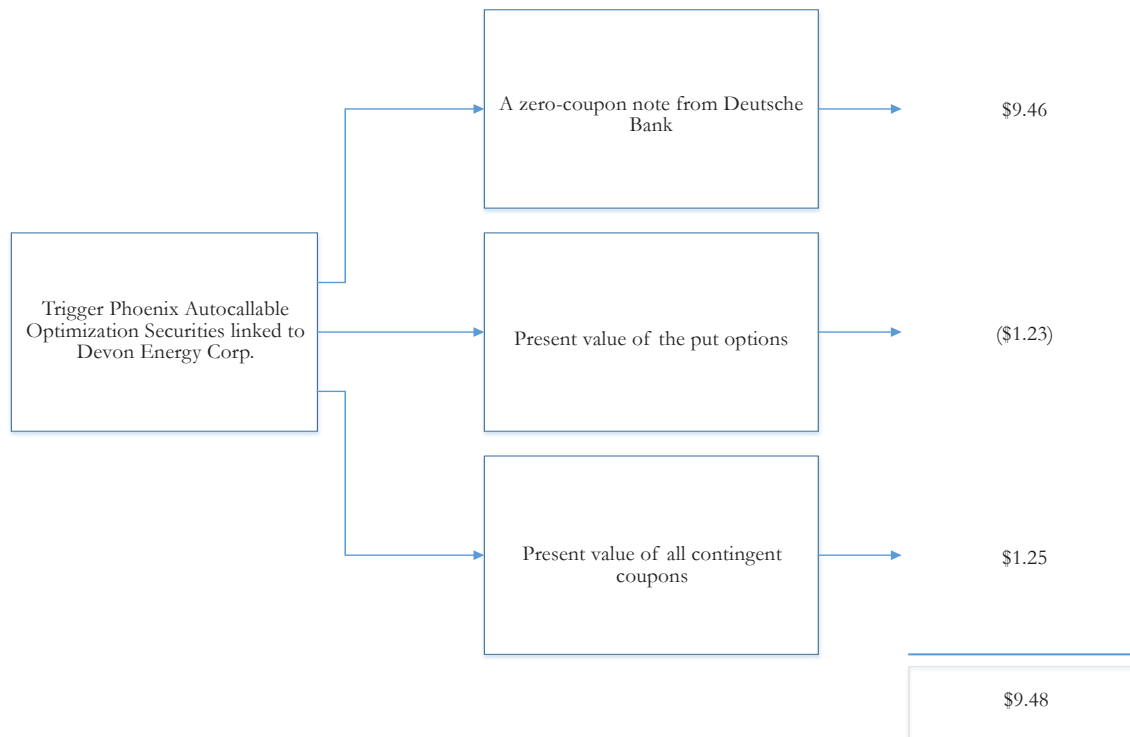 A zero-coupon note from Deutsche
Bank
$9.46
Trigger Phoenix Autocallable
Optimization Securities linked to
Devon Energy Corp.
Present value of the put options
($1.23)
Present value of all contingent
coupons
$1.25
$9.48